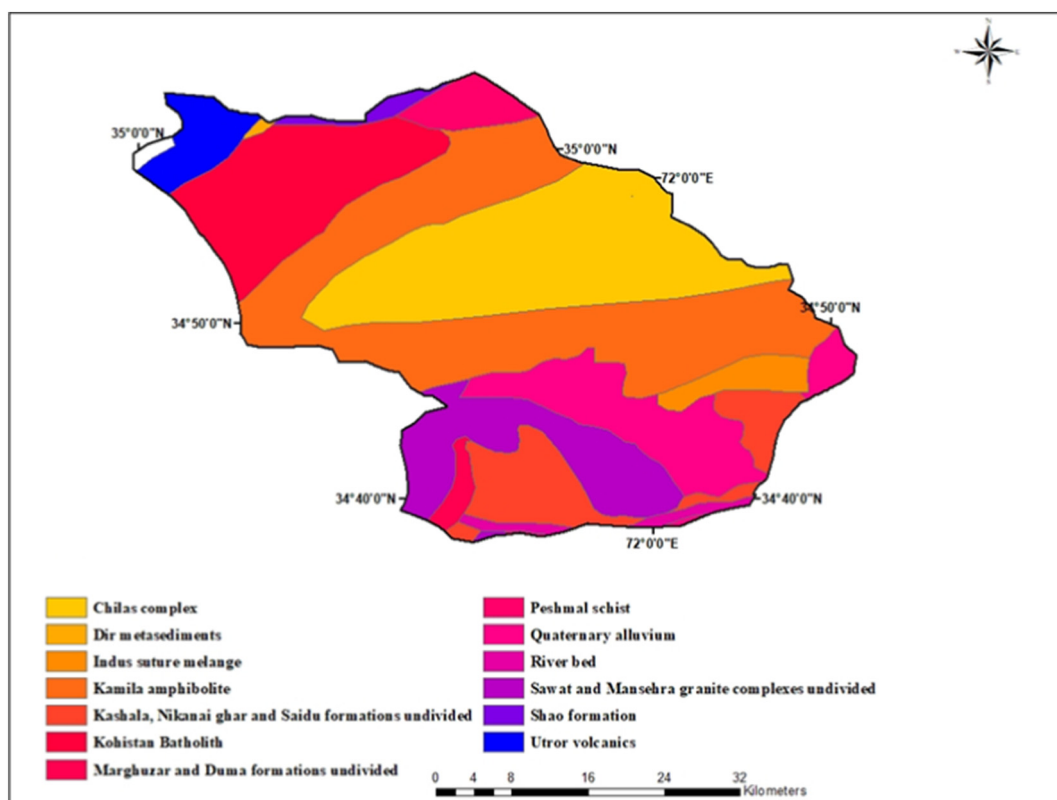 N
W E
S
35°0'0"N
35°0'0"N
72°0'0"E
34°50'0"N
34°50'0"N
34°40'0"N
34°40'0"N
72°0'0"E
Chilas complex
Dir metasediments
Indus suture melange
Kamila amphibolite
Kashala, Nikanai ghar and Saidu formations undivided
Kohistan Batholith
Marghuzar and Duma formations undivided
Peshmal schist
Quaternary alluvium
River bed
Sawat and Mansehra granite complexes undivided
Shao formation
Utror volcanics
0 4 8 16 24 32
Kilometers